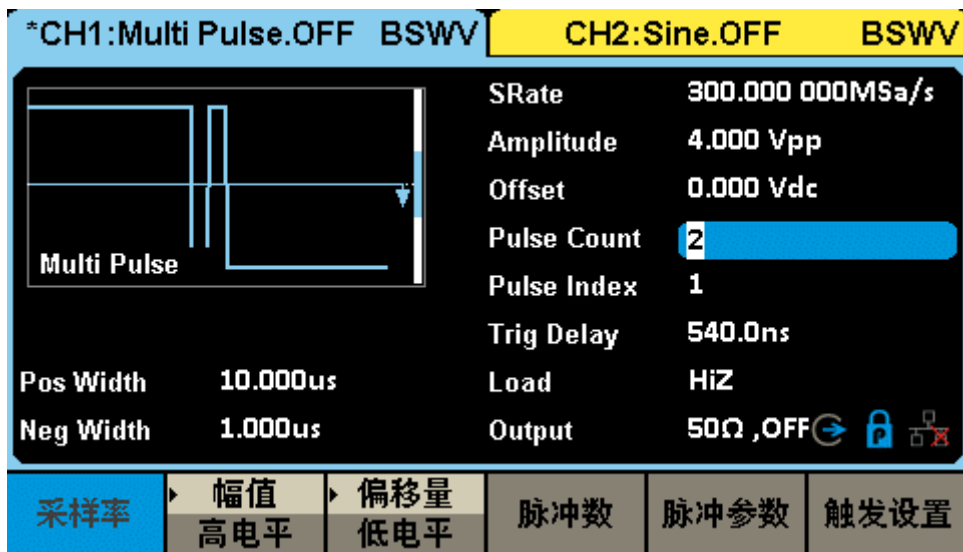 *CH1:Multi Pulse.OFF BSWV CH2:Sine.OFF BSWV
SRate 300.000 000MSa/s
Amplitude 4.000 Vpp
Offset 0.000 Vdc
Pulse Count 2
Multi Pulse
Pulse Index 1
Trig Delay 540.0ns
Pos Width 10.000us Load HiZ
Neg Width 1.000us Output 50Ω ,OFF P
采样率 幅值 高电平 偏移量 低电平 脉冲数 脉冲参数 触发设置